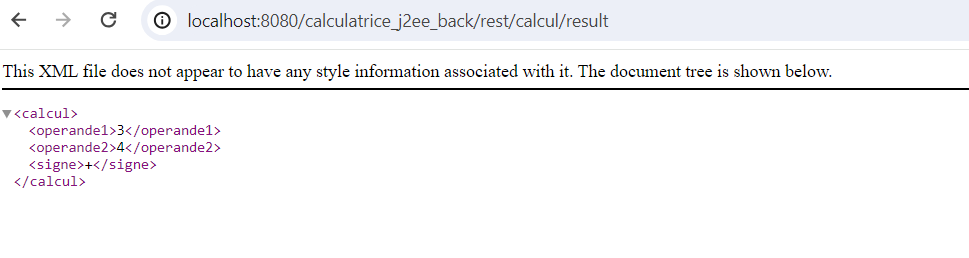 localhost:8080/calculatrice_j2ee_back/rest/calcul/result
This XML file does not appear to have any style information associated with it. The document tree is shown below.
<calcul>
<operande1>3</operande1>
<operande2>4</operande2>
<signe>+</signe>
</calcul>